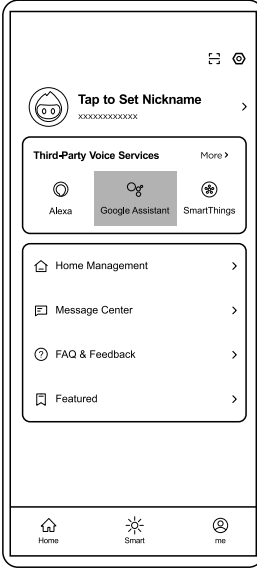 Tap to Set Nickname
xxxxxxxxxxxx
Third-Party Voice Services More
Alexa Google Assistant SmartThings
Home Management
Message Center
FAQ & Feedback
Featured
Home Smart me